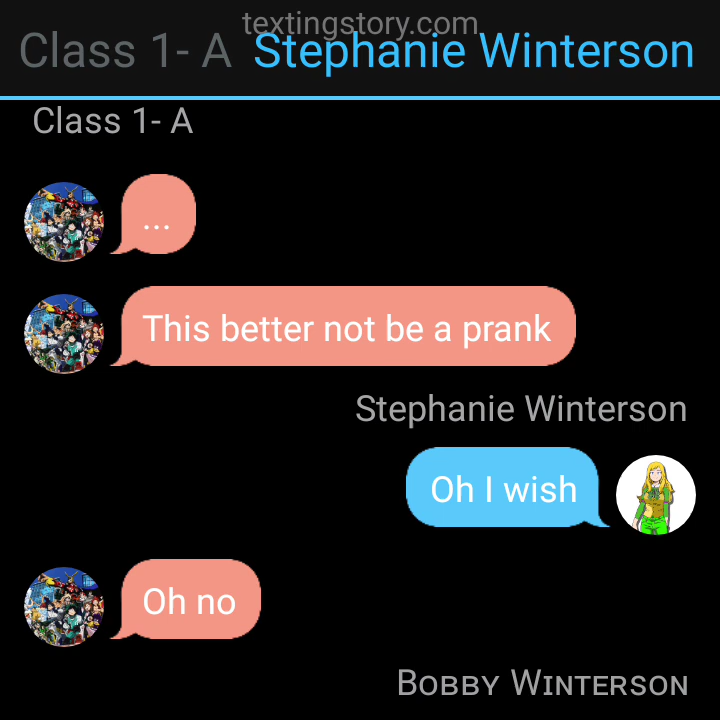 textingstory.com
Class 1- A Stephanie Winterson
Class 1- A
...
This better not be a prank
Stephanie Winterson
Oh I wish
Oh no
Bobby Winterson